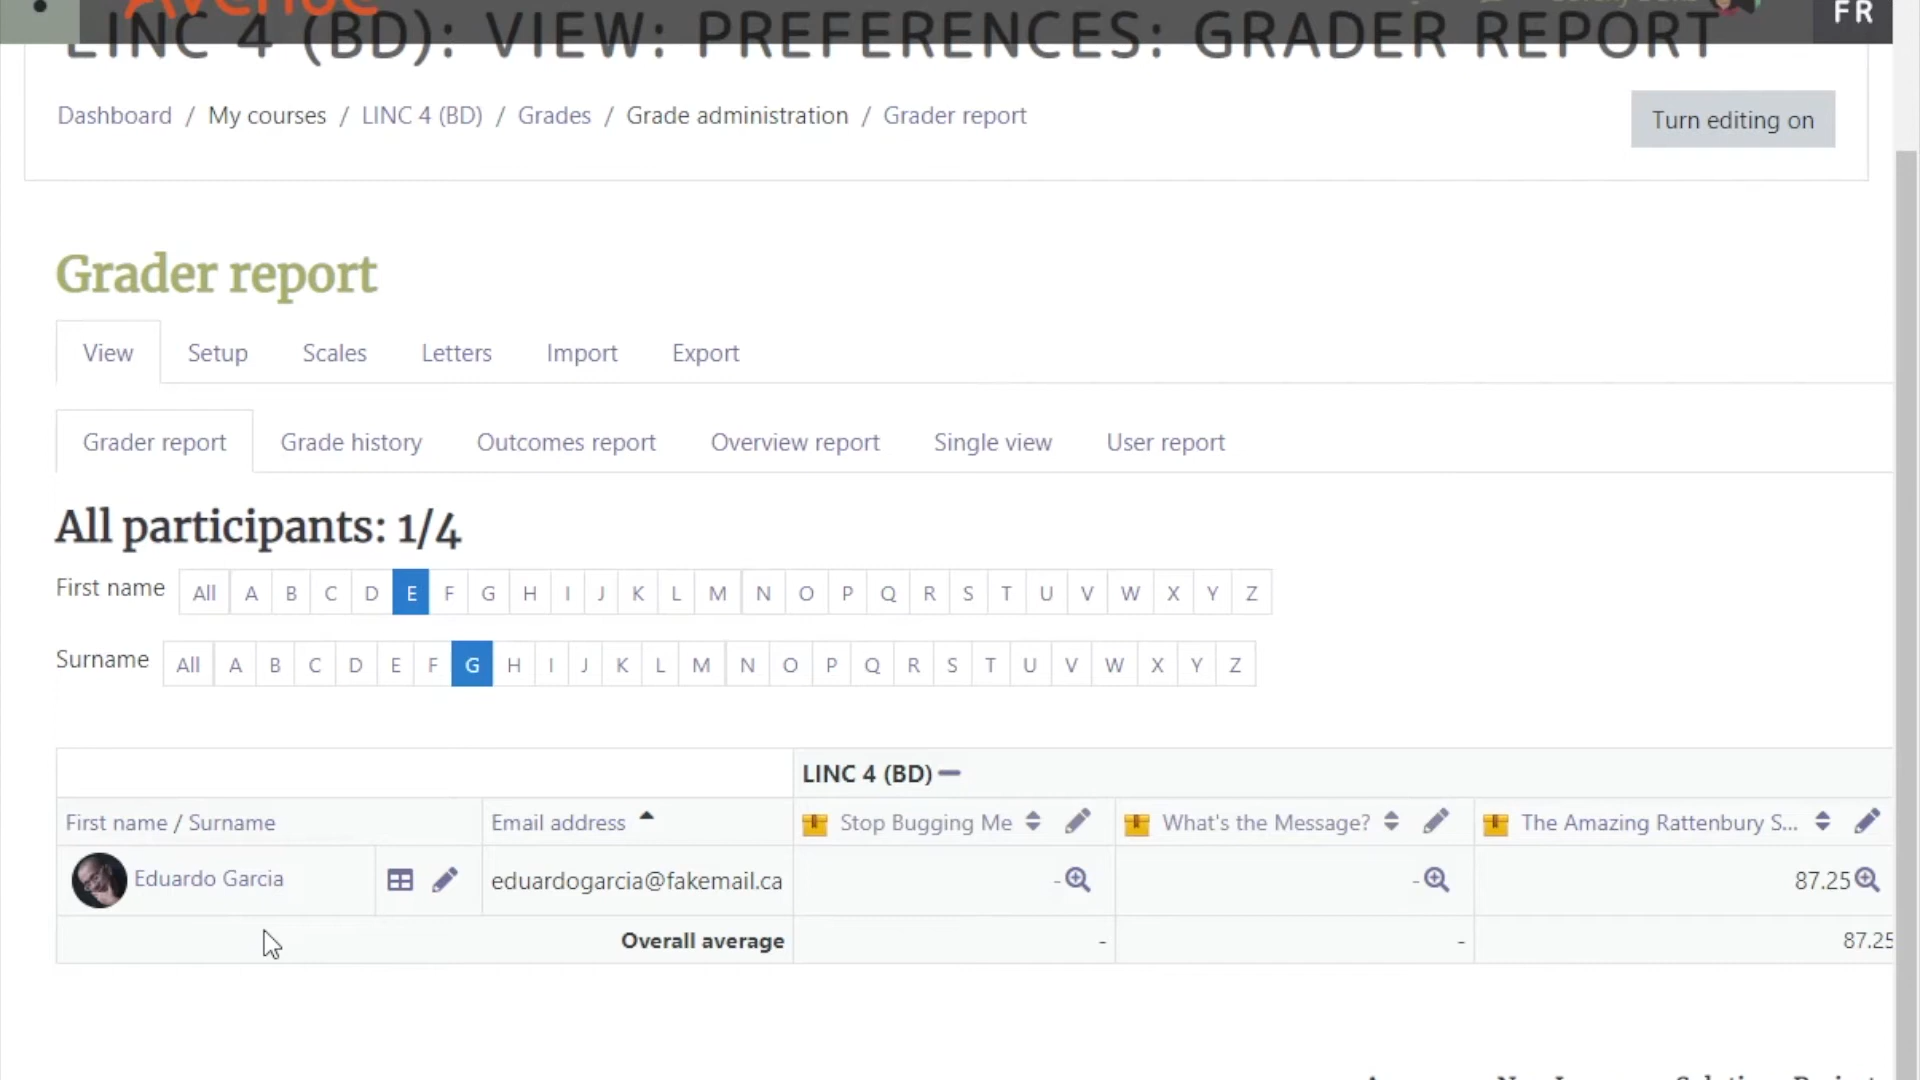 Avenue
FR
LINC 4 (BD): VIEW: PREFERENCES: GRADER REPORT
Dashboard / My courses / LINC 4 (BD) / Grades / Grade administration / Grader report
Turn editing on
Grader report
View Setup Scales Letters Import Export
Grader report Grade history Outcomes report Overview report Single view User report
All participants: 1/4
First name All A B C D E F G H I J K L M N O P Q R S T U V W X Y Z
Surname All A B C D E F G H I J K L M N O P Q R S T U V W X Y Z
LINC 4 (BD)
First name / Surname Email address Stop Bugging Me What's the Message? The Amazing Rattenbury S...
Eduardo Garcia eduardogarcia@fakemail.ca - - 87.25
Overall average - - 87.25